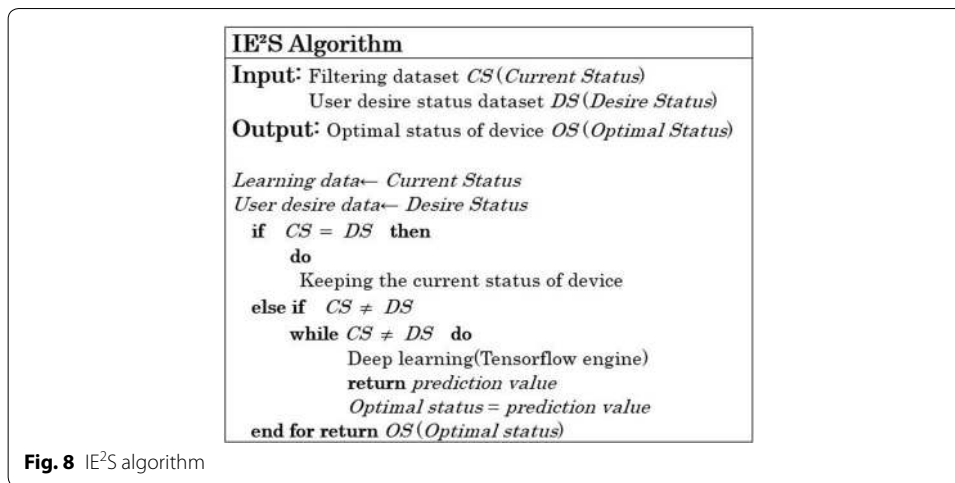 IE²S Algorithm
Input: Filtering dataset CS(Current Status)
User desire status dataset DS(Desire Status)
Output: Optimal status of device OS(Optimal Status)
Learning data← Current Status
User desire data← Desire Status
if CS = DS then
do
Keeping the current status of device
else if CS ≠ DS
while CS ≠ DS do
Deep learning(Tensorflow engine)
return prediction value
Optimal status = prediction value
end for return OS(Optimal status)
Fig. 8 IE²S algorithm